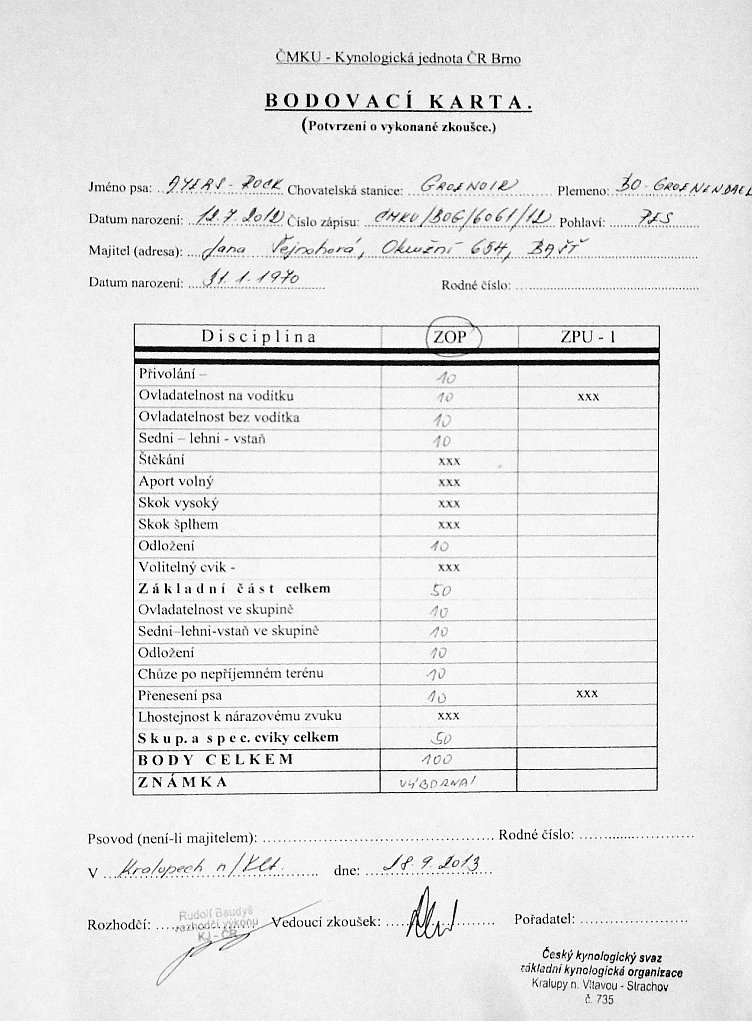 ČMKU - Kynologická jednota ČR Brno
BODOVACÍ KARTA.
(Potvrzení o vykonané zkoušce.)
Jméno psa: AYERS - ROCK Chovatelská stanice: GROENOIR Plemeno: BO - GROENENDAEL
Datum narození: 12.7.2012 Číslo zápisu: ČMKU/BOG/6061/12 Pohlaví: PES
Majitel (adresa): Jana Vejnohorá, Okružní 654, BAŠŤ
Datum narození: 31.1.1970 Rodné číslo:
Disciplina ZOP ZPU - 1
Přivolání – 10
Ovladatelnost na vodítku 10 xxx
Ovladatelnost bez vodítka 10
Sedni – lehni - vstaň 10
Štěkání xxx
Aport volný xxx
Skok vysoký xxx
Skok šplhem xxx
Odložení 10
Volitelný cvik - xxx
Základní část celkem 50
Ovladatelnost ve skupině 10
Sedni–lehni-vstaň ve skupině 10
Odložení 10
Chůze po nepříjemném terénu 10
Přenesení psa 10 xxx
Lhostejnost k nárazovému zvuku xxx
Skup. a spec. cviky celkem 50
BODY CELKEM 100
ZNÁMKA VÝBORNÁ!
Psovod (není-li majitelem): Rodné číslo:
V Kralupech n/Vlt. dne: 28.9.2013
Rozhodčí: Rudolf Baudyš Vedoucí zkoušek: Pořadatel:
rozhodčí výkonu
KJ - ČR
Český kynologický svaz
základní kynologická organizace
Kralupy n. Vltavou - Strachov
č. 735